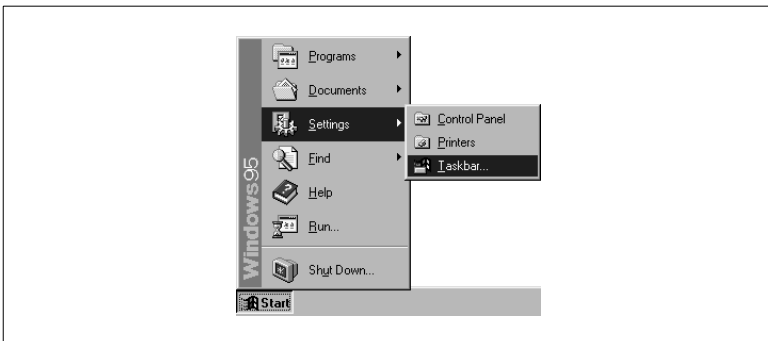 Programs
Documents
Settings
Find
Help
Run...
Shut Down...
Control Panel
Printers
Taskbar...
Windows95
Start